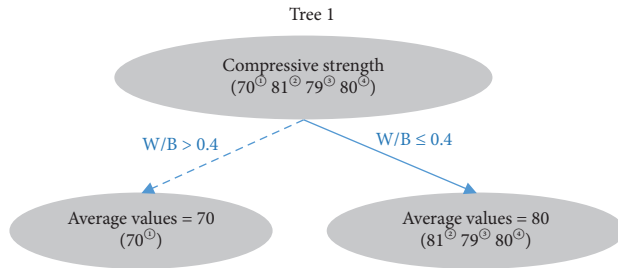 Tree 1
Compressive strength
(70① 81② 79③ 80④)
W/B > 0.4
W/B ≤ 0.4
Average values = 70
(70①)
Average values = 80
(81② 79③ 80④)